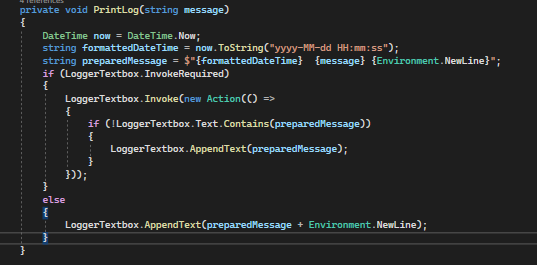 4 references
private void PrintLog(string message)
{
DateTime now = DateTime.Now;
string formattedDateTime = now.ToString("yyyy-MM-dd HH:mm:ss");
string preparedMessage = $"{formattedDateTime}  {message} {Environment.NewLine}";
if (LoggerTextbox.InvokeRequired)
{
LoggerTextbox.Invoke(new Action(() =>
{
if (!LoggerTextbox.Text.Contains(preparedMessage))
{
LoggerTextbox.AppendText(preparedMessage);
}
}));
}
else
{
LoggerTextbox.AppendText(preparedMessage + Environment.NewLine);
}
}